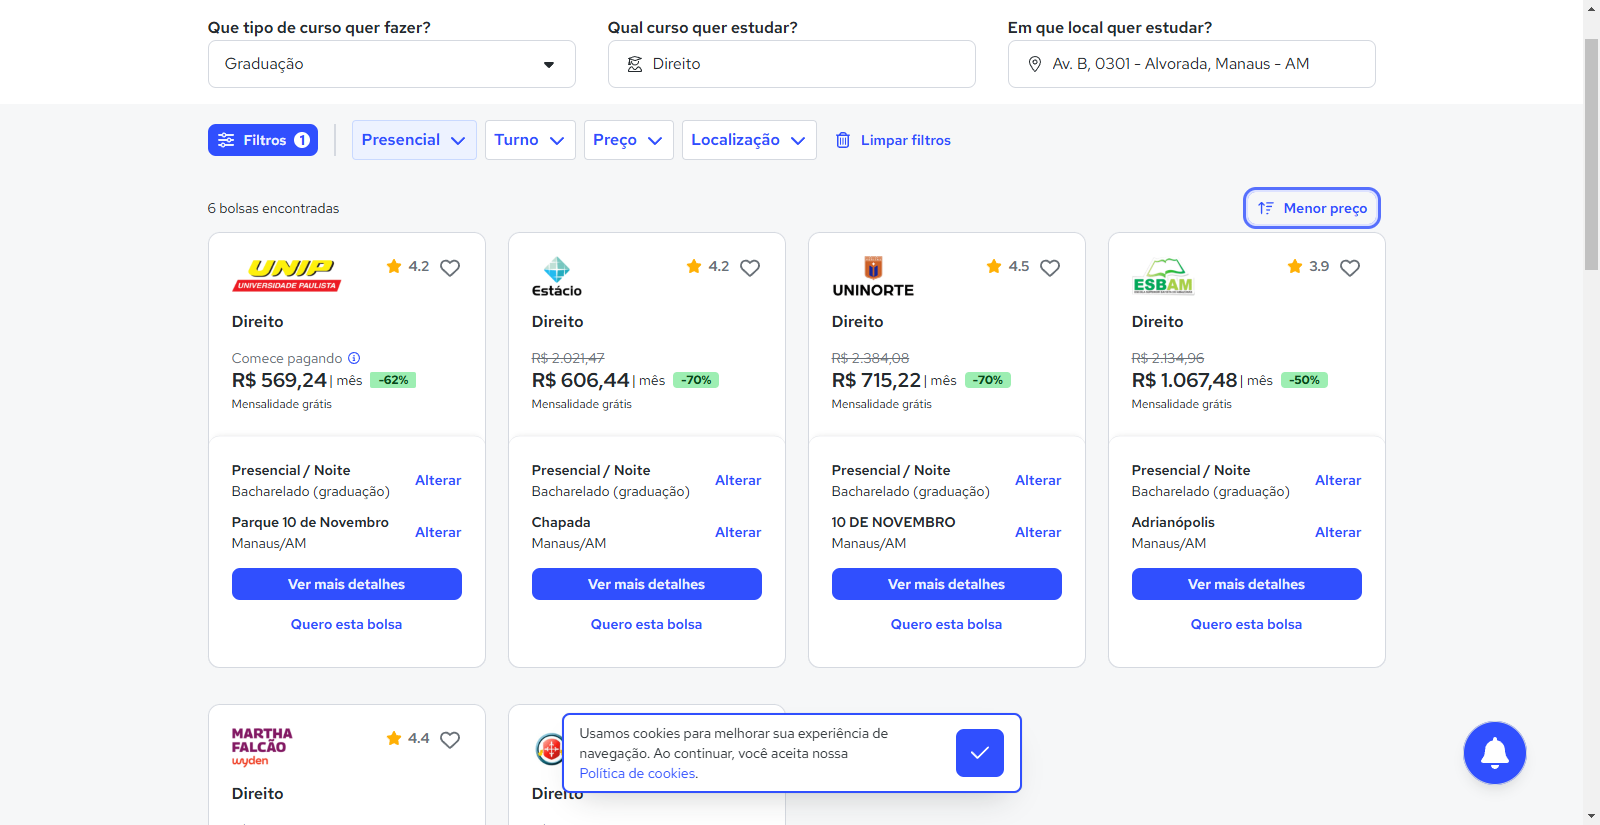 Que tipo de curso quer fazer?
Graduação
Qual curso quer estudar?
Direito
Em que local quer estudar?
Av. B, 0301 - Alvorada, Manaus - AM
Filtros 1
Presencial
Turno
Preço
Localização
Limpar filtros
6 bolsas encontradas
Menor preço
UNIP
UNIVERSIDADE PAULISTA
4.2
Direito
Comece pagando
R$ 569,24 | mês -62%
Mensalidade grátis
Presencial / Noite
Bacharelado (graduação)
Alterar
Parque 10 de Novembro
Manaus/AM
Alterar
Ver mais detalhes
Quero esta bolsa
Estácio
4.2
Direito
R$ 2.021,47
R$ 606,44 | mês -70%
Mensalidade grátis
Presencial / Noite
Bacharelado (graduação)
Alterar
Chapada
Manaus/AM
Alterar
Ver mais detalhes
Quero esta bolsa
UNINORTE
4.5
Direito
R$ 2.384,08
R$ 715,22 | mês -70%
Mensalidade grátis
Presencial / Noite
Bacharelado (graduação)
Alterar
10 DE NOVEMBRO
Manaus/AM
Alterar
Ver mais detalhes
Quero esta bolsa
ESBAM
3.9
Direito
R$ 2.134,96
R$ 1.067,48 | mês -50%
Mensalidade grátis
Presencial / Noite
Bacharelado (graduação)
Alterar
Adrianópolis
Manaus/AM
Alterar
Ver mais detalhes
Quero esta bolsa
MARTHA
FALCÃO
wyden
4.4
Direito
Direito
Usamos cookies para melhorar sua experiência de
navegação. Ao continuar, você aceita nossa
Política de cookies.